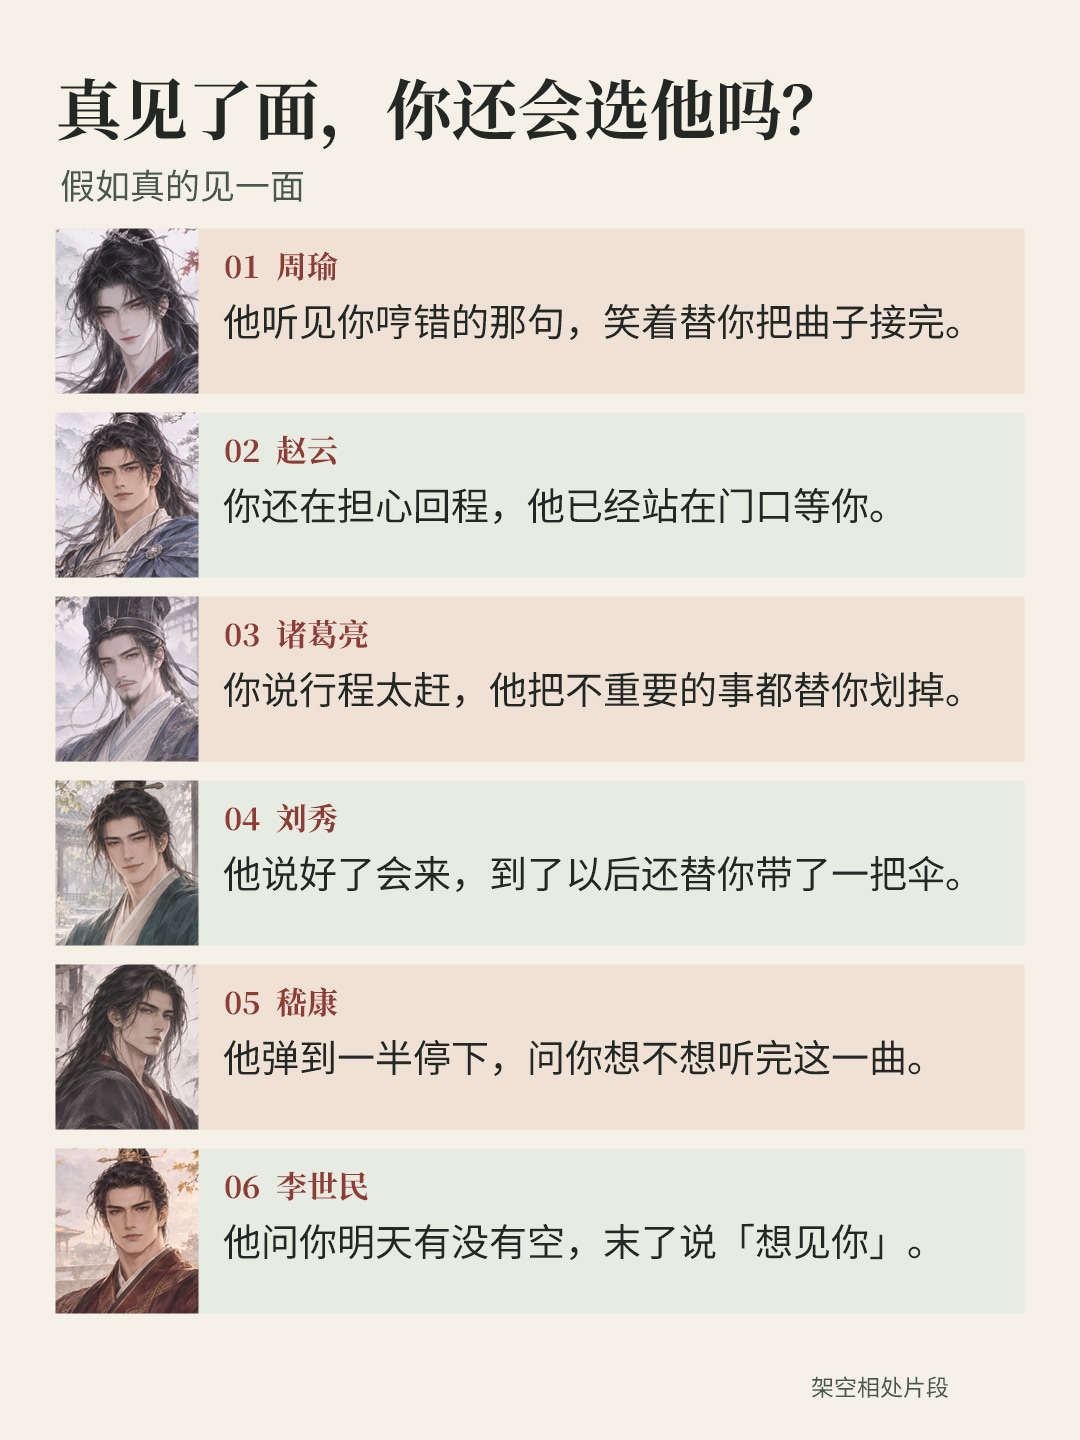 真见了面，你还会选他吗？
假如真的见一面
01 周瑜
他听见你哼错的那句，笑着替你把曲子接完。
02 赵云
你还在担心回程，他已经站在门口等你。
03 诸葛亮
你说行程太赶，他把不重要的事都替你划掉。
04 刘秀
他说好了会来，到了以后还替你带了一把伞。
05 嵇康
他弹到一半停下，问你想不想听完这一曲。
06 李世民
他问你明天有没有空，末了说「想见你」。
架空相处片段